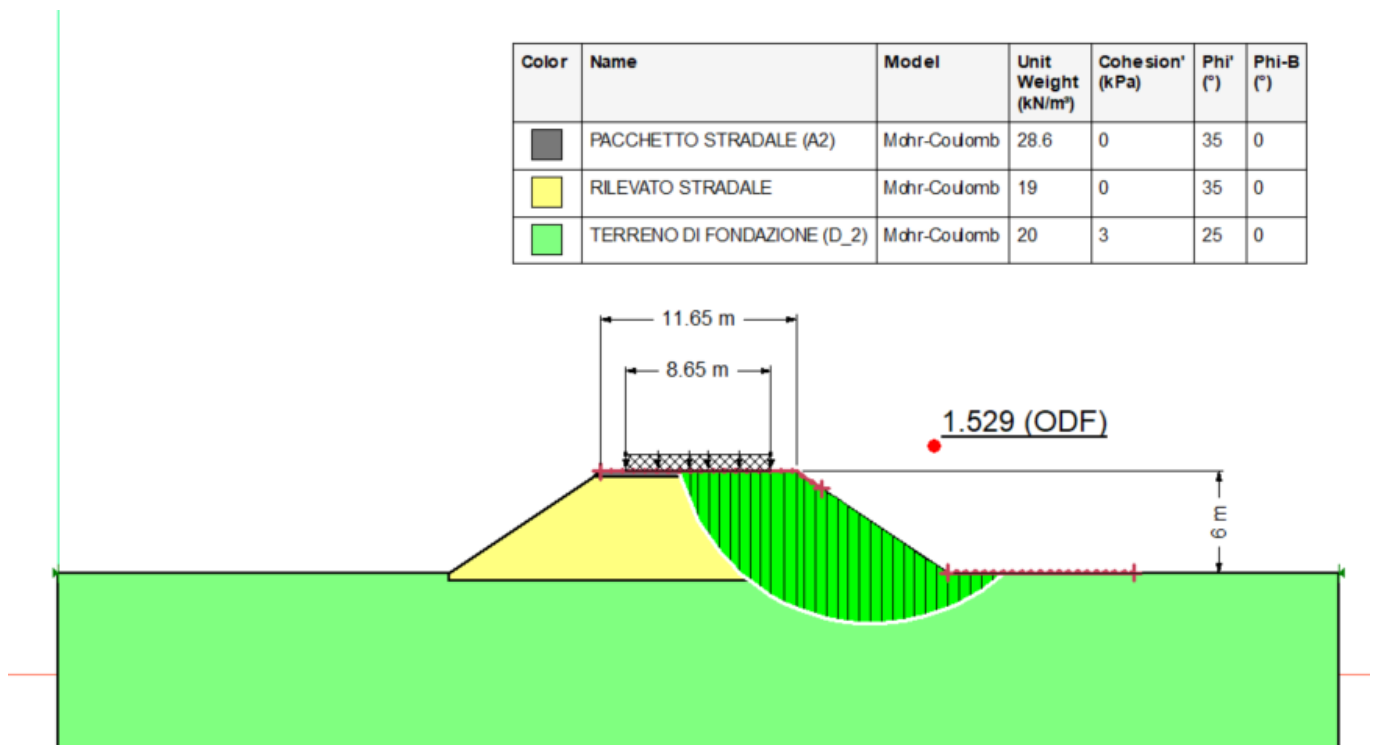 Color Name Model Unit Weight (kN/m³) Cohesion' (kPa) Phi' (°) Phi-B (°)
PACCHETTO STRADALE (A2) Mohr-Coulomb 28.6 0 35 0
RILEVATO STRADALE Mohr-Coulomb 19 0 35 0
TERRENO DI FONDAZIONE (D_2) Mohr-Coulomb 20 3 25 0
11.65 m
8.65 m
1.529 (ODF)
6 m